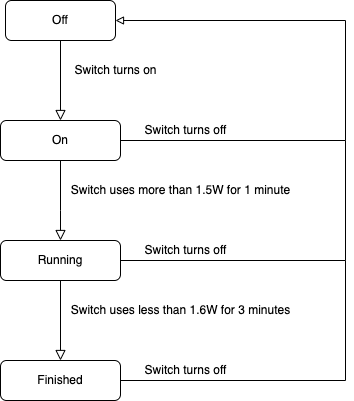 Off
Switch turns on
Switch turns off
On
Switch uses more than 1.5W for 1 minute
Switch turns off
Running
Switch uses less than 1.6W for 3 minutes
Switch turns off
Finished